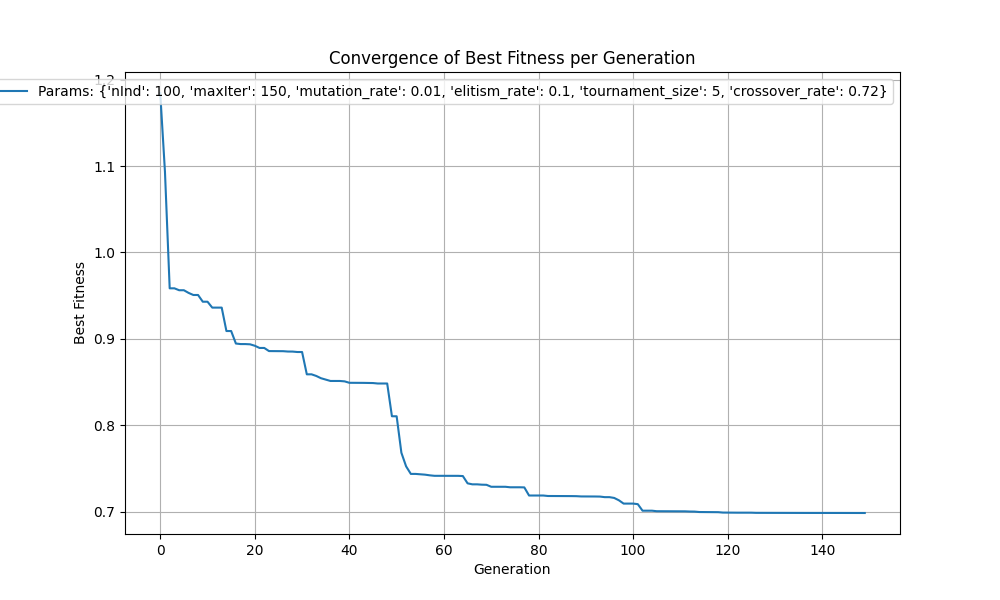 Convergence of Best Fitness per Generation
Params: {'nInd': 100, 'maxIter': 150, 'mutation_rate': 0.01, 'elitism_rate': 0.1, 'tournament_size': 5, 'crossover_rate': 0.72}
1.2
1.1
1.0
0.9
0.8
0.7
Best Fitness
0 20 40 60 80 100 120 140
Generation